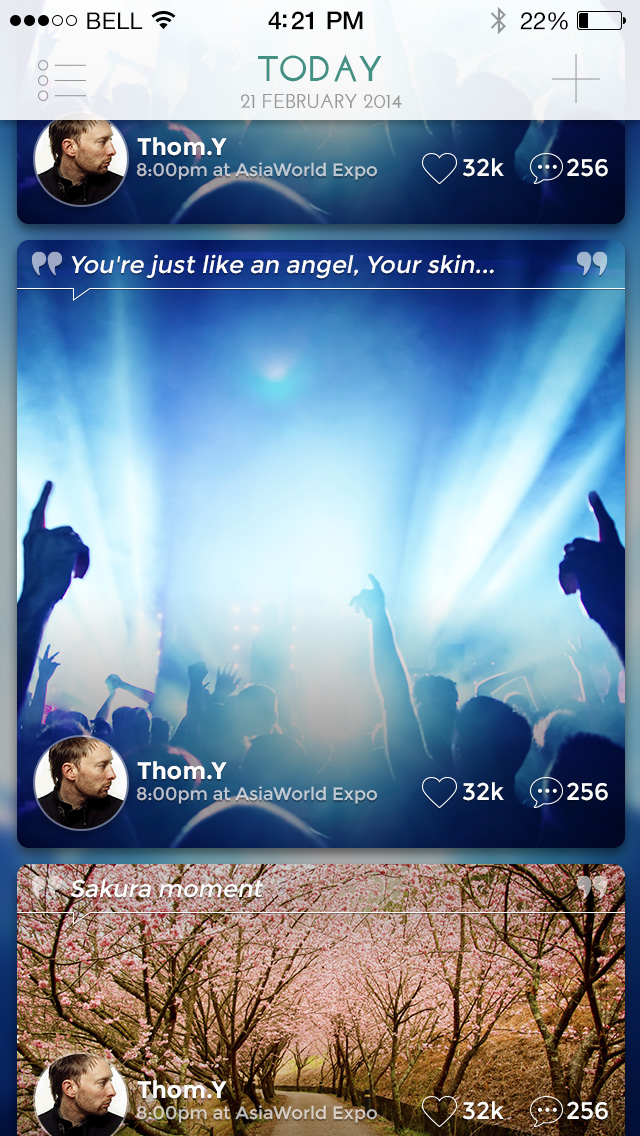 BELL 4:21 PM 22%
TODAY
21 FEBRUARY 2014
Thom.Y
8:00pm at AsiaWorld Expo 32k 256
You're just like an angel, Your skin...
Thom.Y
8:00pm at AsiaWorld Expo 32k 256
Sakura moment
Thom.Y
8:00pm at AsiaWorld Expo 32k 256